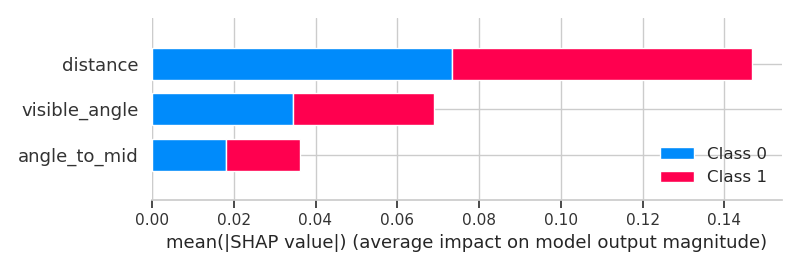 distance
visible_angle
angle_to_mid
Class 0
Class 1
0.00 0.02 0.04 0.06 0.08 0.10 0.12 0.14
mean(|SHAP value|) (average impact on model output magnitude)